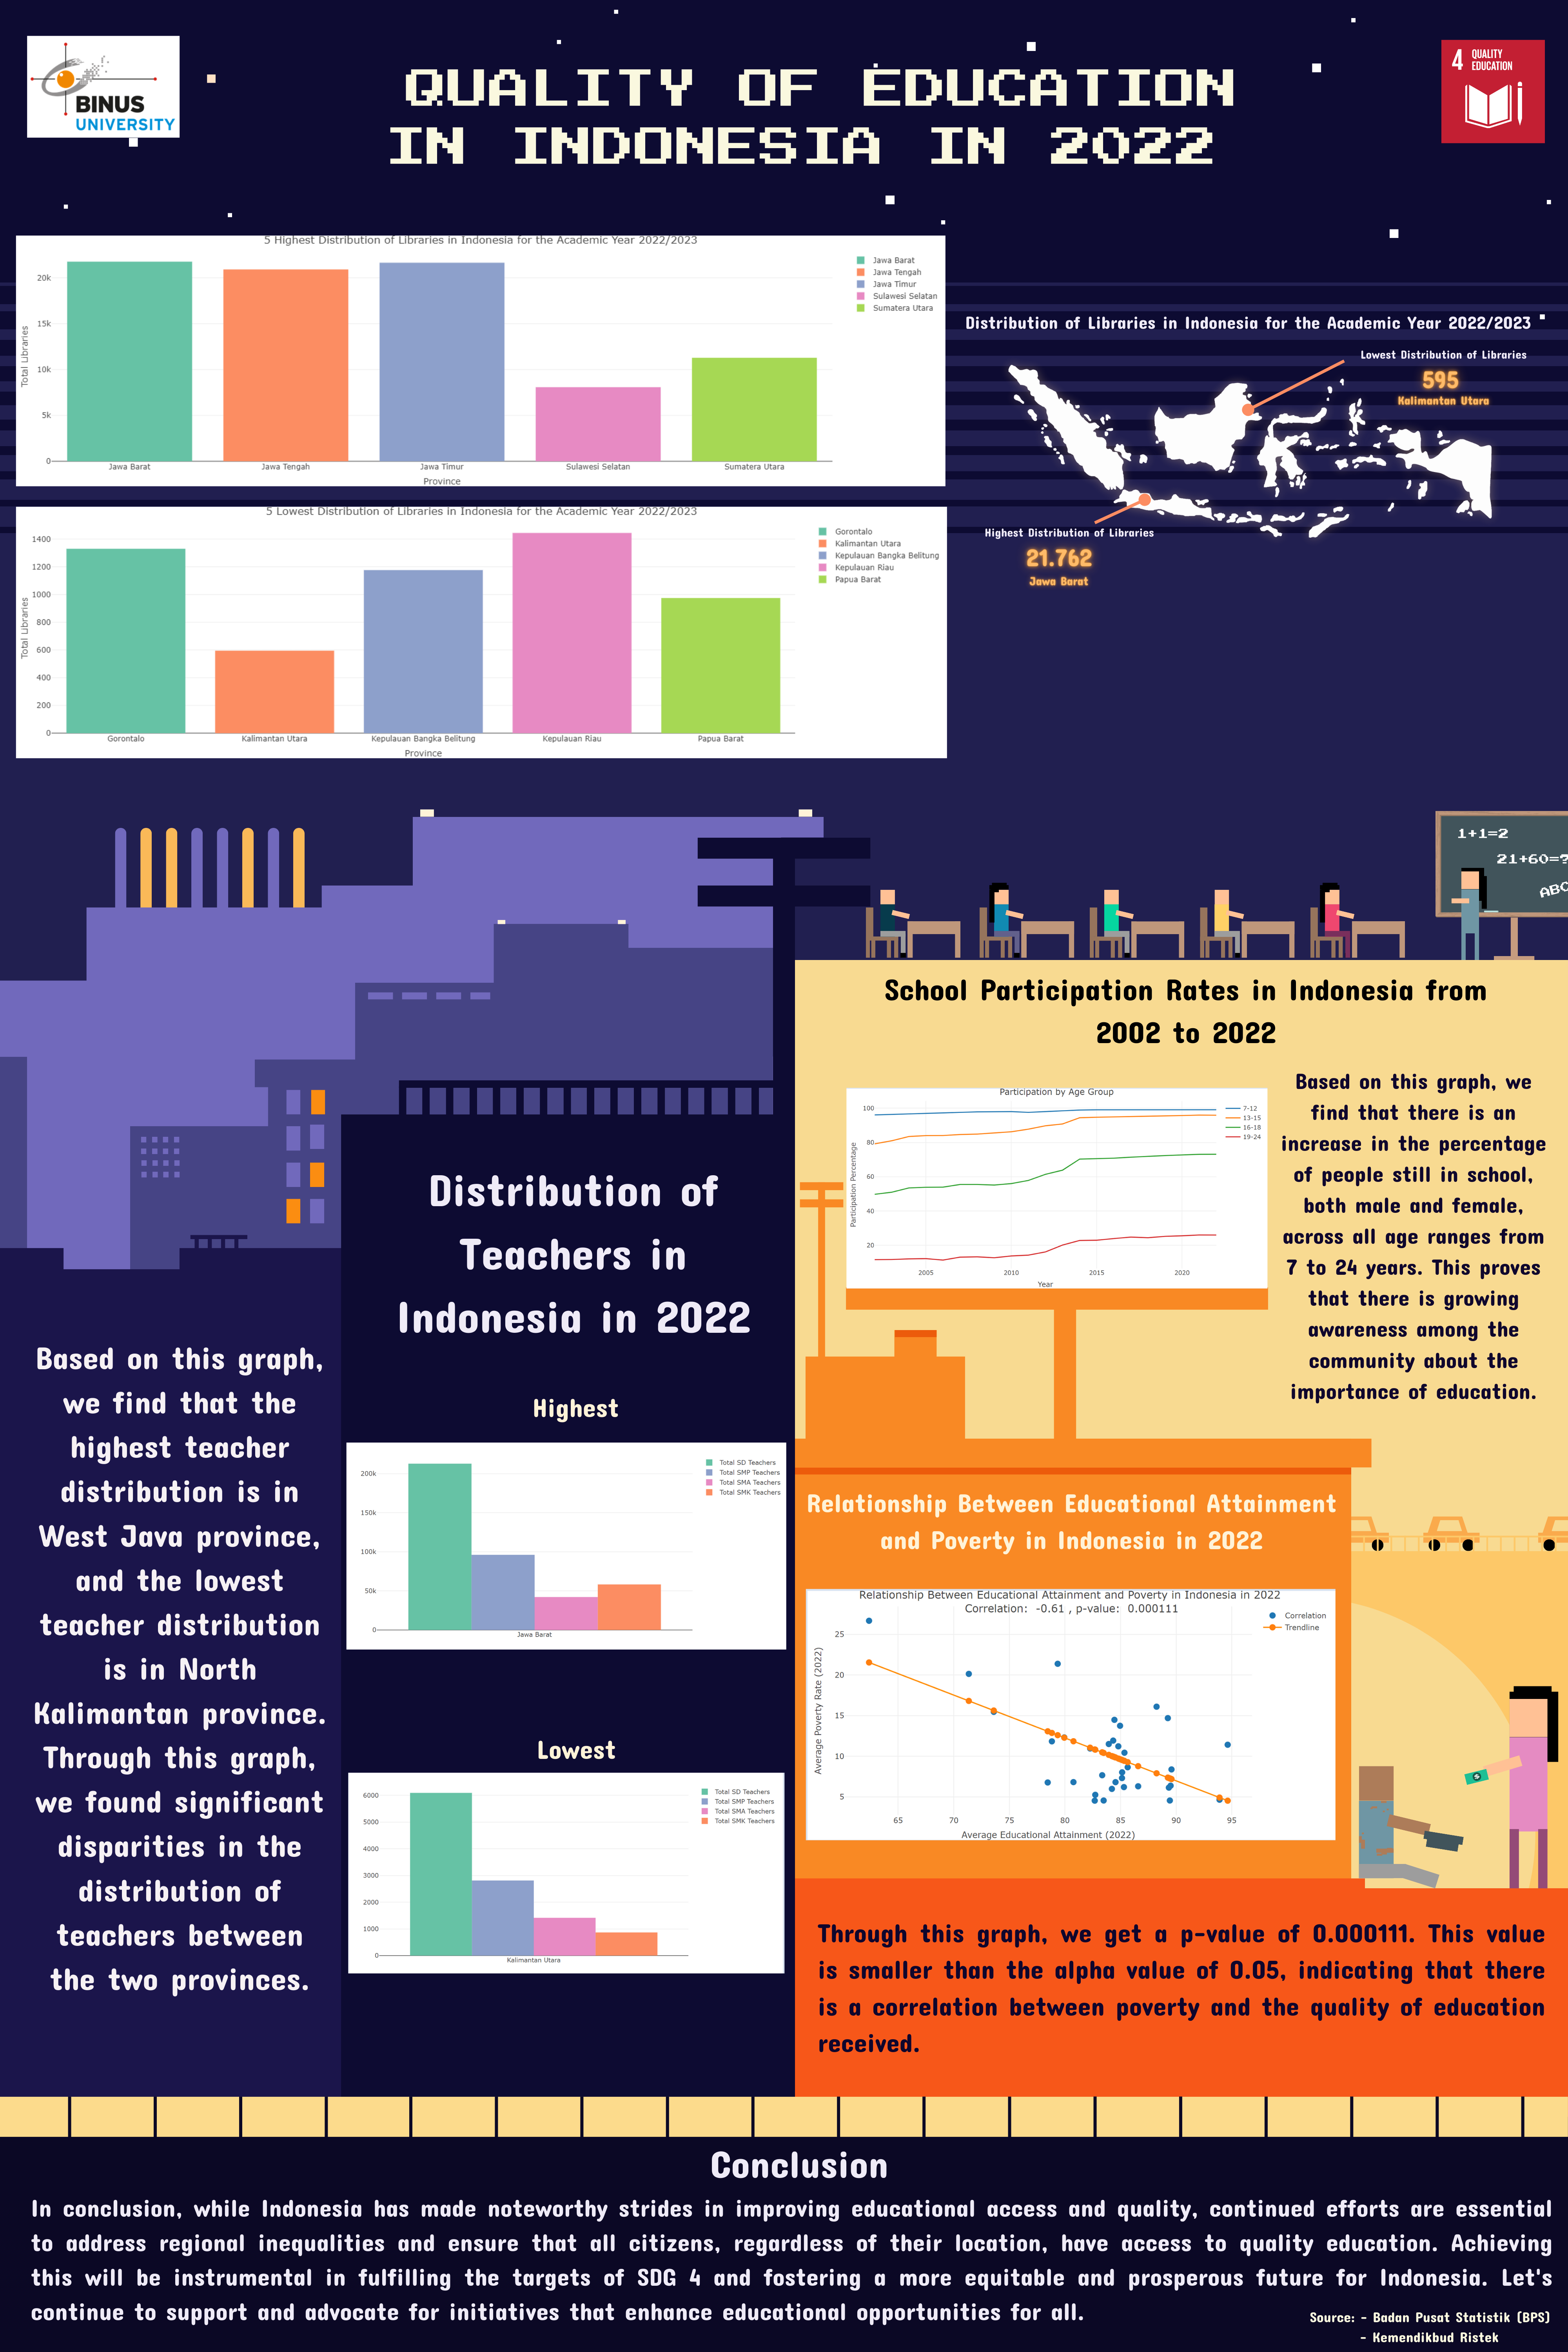 BINUS
UNIVERSITY
QUALITY OF EDUCATION
IN INDONESIA IN 2022
4 QUALITY
EDUCATION
5 Highest Distribution of Libraries in Indonesia for the Academic Year 2022/2023
Total Libraries
20k
15k
10k
5k
0
Jawa Barat
Jawa Tengah
Jawa Timur
Sulawesi Selatan
Sumatera Utara
Province
Jawa Barat
Jawa Tengah
Jawa Timur
Sulawesi Selatan
Sumatera Utara
5 Lowest Distribution of Libraries in Indonesia for the Academic Year 2022/2023
Total Libraries
1400
1200
1000
800
600
400
200
0
Gorontalo
Kalimantan Utara
Kepulauan Bangka Belitung
Kepulauan Riau
Papua Barat
Province
Gorontalo
Kalimantan Utara
Kepulauan Bangka Belitung
Kepulauan Riau
Papua Barat
Distribution of Libraries in Indonesia for the Academic Year 2022/2023
Lowest Distribution of Libraries
595
Kalimantan Utara
Highest Distribution of Libraries
21.762
Jawa Barat
1+1=2
21+60=?
ABC
School Participation Rates in Indonesia from
2002 to 2022
Participation by Age Group
Participation Percentage
100
80
60
40
20
2005
2010
2015
2020
Year
7-12
13-15
16-18
19-24
Based on this graph, we
find that there is an
increase in the percentage
of people still in school,
both male and female,
across all age ranges from
7 to 24 years. This proves
that there is growing
awareness among the
community about the
importance of education.
Distribution of
Teachers in
Indonesia in 2022
Based on this graph,
we find that the
highest teacher
distribution is in
West Java province,
and the lowest
teacher distribution
is in North
Kalimantan province.
Through this graph,
we found significant
disparities in the
distribution of
teachers between
the two provinces.
Highest
200k
150k
100k
50k
0
Jawa Barat
Total SD Teachers
Total SMP Teachers
Total SMA Teachers
Total SMK Teachers
Lowest
6000
5000
4000
3000
2000
1000
0
Kalimantan Utara
Total SD Teachers
Total SMP Teachers
Total SMA Teachers
Total SMK Teachers
Relationship Between Educational Attainment
and Poverty in Indonesia in 2022
Relationship Between Educational Attainment and Poverty in Indonesia in 2022
Correlation: -0.61 , p-value: 0.000111
Average Poverty Rate (2022)
25
20
15
10
5
65
70
75
80
85
90
95
Average Educational Attainment (2022)
Correlation
Trendline
$
Through this graph, we get a p-value of 0.000111. This value
is smaller than the alpha value of 0.05, indicating that there
is a correlation between poverty and the quality of education
received.
Conclusion
In conclusion, while Indonesia has made noteworthy strides in improving educational access and quality, continued efforts are essential
to address regional inequalities and ensure that all citizens, regardless of their location, have access to quality education. Achieving
this will be instrumental in fulfilling the targets of SDG 4 and fostering a more equitable and prosperous future for Indonesia. Let's
continue to support and advocate for initiatives that enhance educational opportunities for all.
Source: - Badan Pusat Statistik (BPS)
- Kemendikbud Ristek